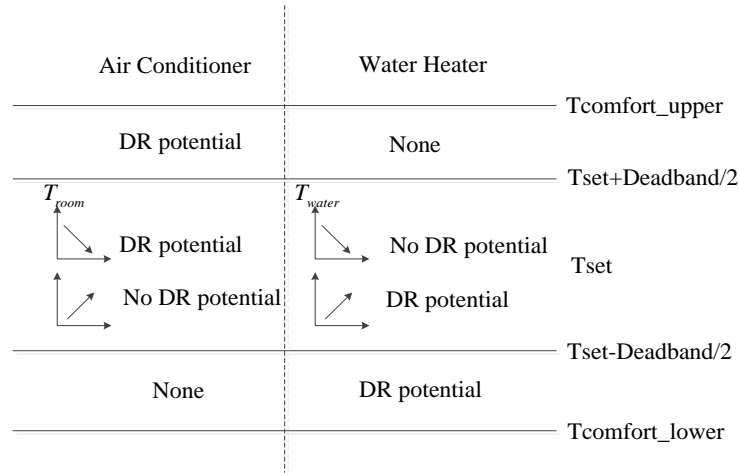 Air Conditioner
Water Heater
Tcomfort_upper
DR potential
None
Tset+Deadband/2
Troom
Twater
DR potential
No DR potential
Tset
No DR potential
DR potential
Tset-Deadband/2
None
DR potential
Tcomfort_lower